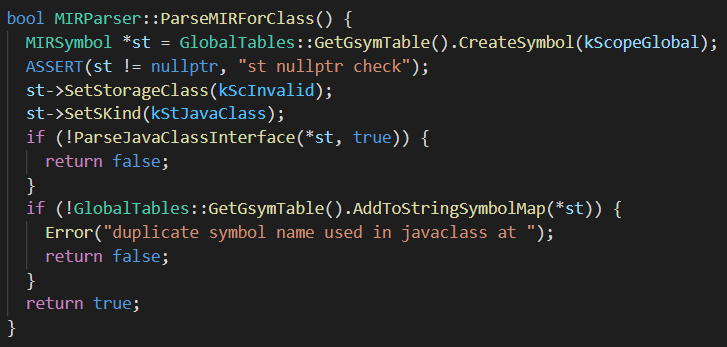 bool MIRParser::ParseMIRForClass() {
  MIRSymbol *st = GlobalTables::GetGsymTable().CreateSymbol(kScopeGlobal);
  ASSERT(st != nullptr, "st nullptr check");
  st->SetStorageClass(kScInvalid);
  st->SetSKind(kStJavaClass);
  if (!ParseJavaClassInterface(*st, true)) {
    return false;
  }
  if (!GlobalTables::GetGsymTable().AddToStringSymbolMap(*st)) {
    Error("duplicate symbol name used in javaclass at ");
    return false;
  }
  return true;
}